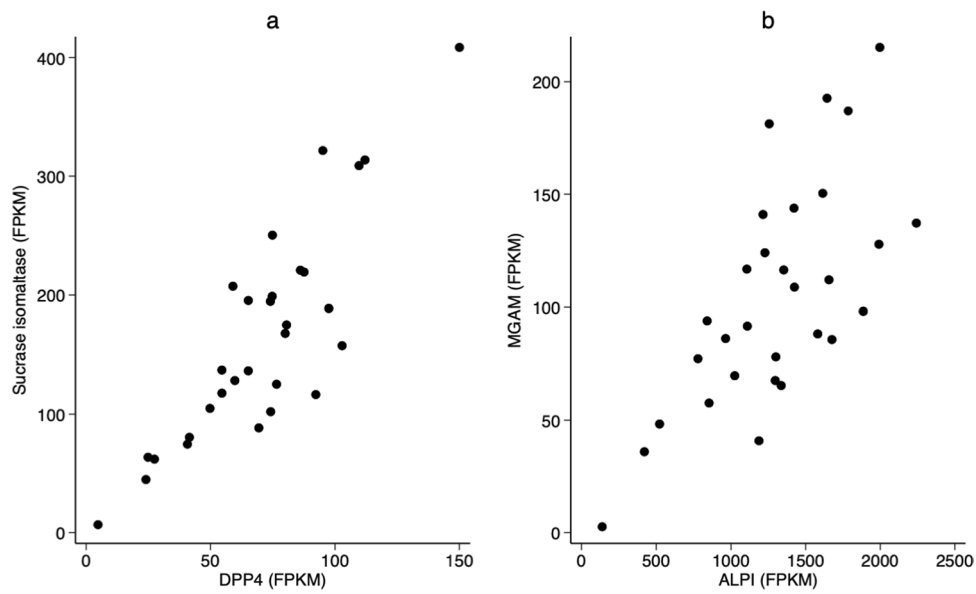 a
400
300
200
100
0
Sucrase isomaltase (FPKM)
0 50 100 150
DPP4 (FPKM)
b
200
150
100
50
0
MGAM (FPKM)
0 500 1000 1500 2000 2500
ALPI (FPKM)